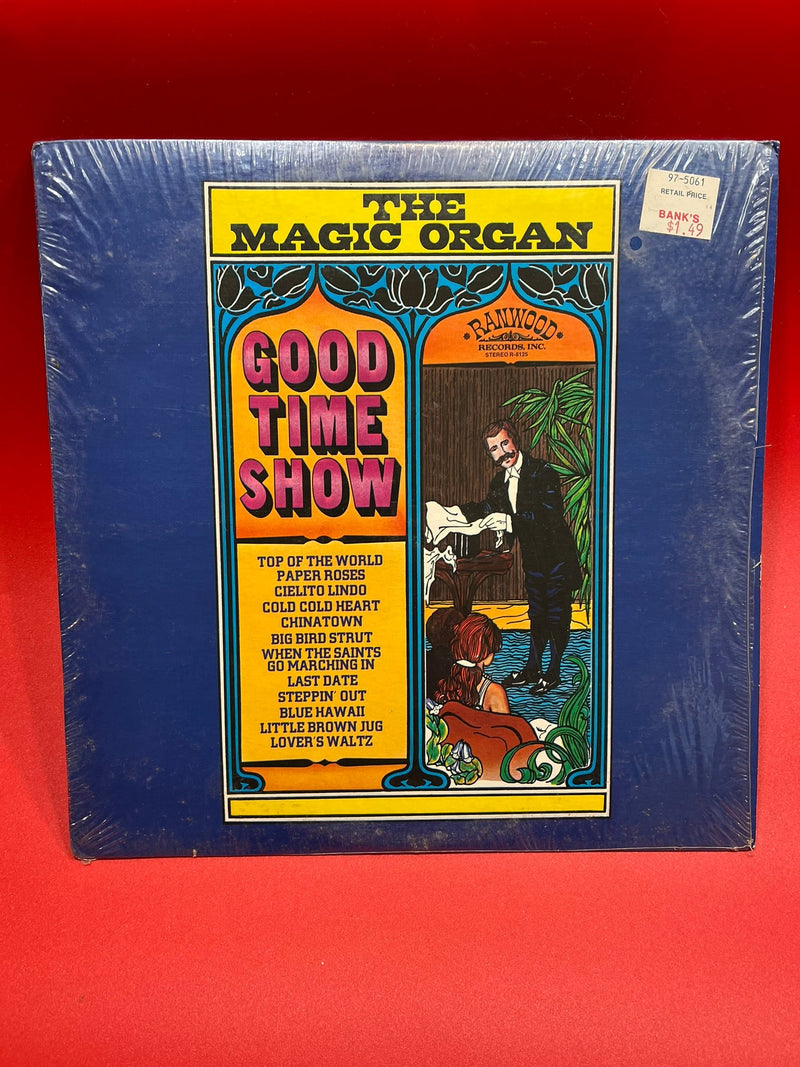 97-5061
RETAIL PRICE
BANK'S
$1.49
THE
MAGIC ORGAN
GOOD
TIME
SHOW
RANWOOD
RECORDS, INC.
STEREO R-8125
TOP OF THE WORLD
PAPER ROSES
CIELITO LINDO
COLD COLD HEART
CHINATOWN
BIG BIRD STRUT
WHEN THE SAINTS
GO MARCHING IN
LAST DATE
STEPPIN' OUT
BLUE HAWAII
LITTLE BROWN JUG
LOVER'S WALTZ